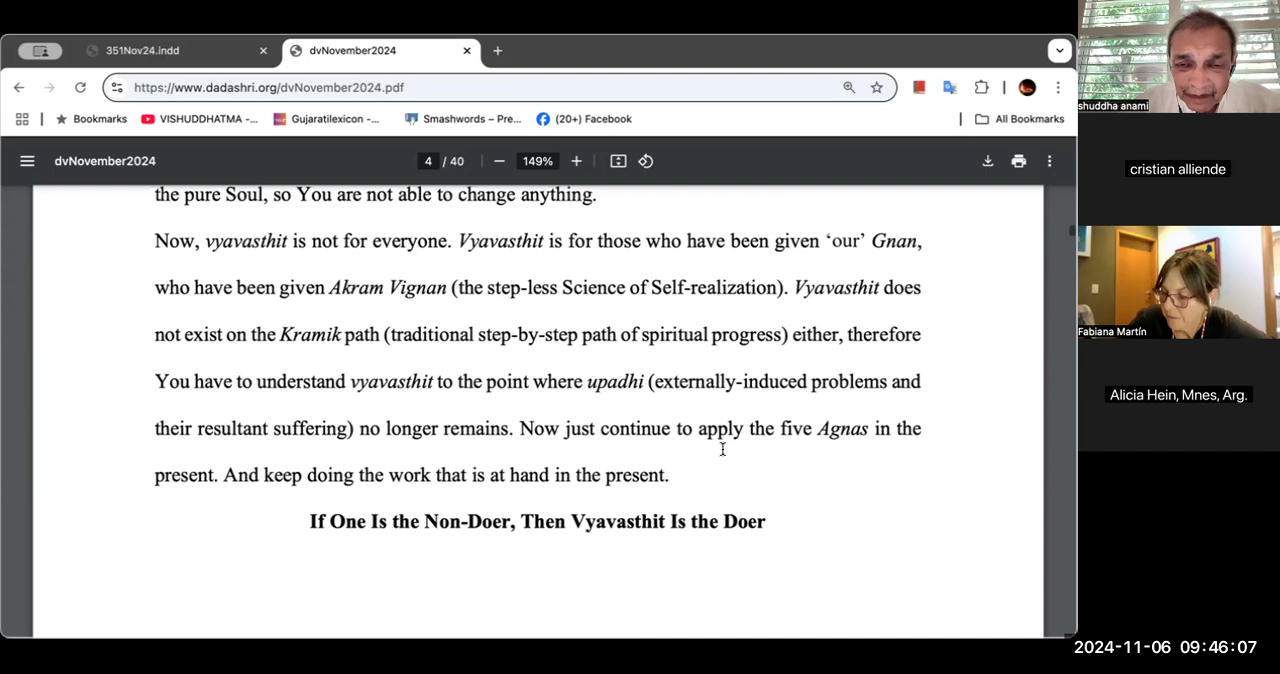 351Nov24.indd
dvNovember2024
https://www.dadashri.org/dvNovember2024.pdf
Bookmarks
VISHUDDHATMA -...
Gujaratilexicon -...
Smashwords – Pre...
(20+) Facebook
All Bookmarks
dvNovember2024
4 / 40
149%
the pure Soul, so You are not able to change anything.
Now, vyavasthit is not for everyone. Vyavasthit is for those who have been given ‘our’ Gnan,
who have been given Akram Vignan (the step-less Science of Self-realization). Vyavasthit does
not exist on the Kramik path (traditional step-by-step path of spiritual progress) either, therefore
You have to understand vyavasthit to the point where upadhi (externally-induced problems and
their resultant suffering) no longer remains. Now just continue to apply the five Agnas in the
present. And keep doing the work that is at hand in the present.
If One Is the Non-Doer, Then Vyavasthit Is the Doer
shuddha anami
cristian alliende
Fabiana Martín
Alicia Hein, Mnes, Arg.
2024-11-06 09:46:07